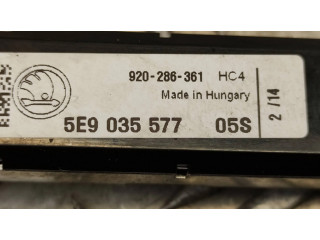 920-286-361 HC4
Made in Hungary
5E9 035 577 05S
2 /14